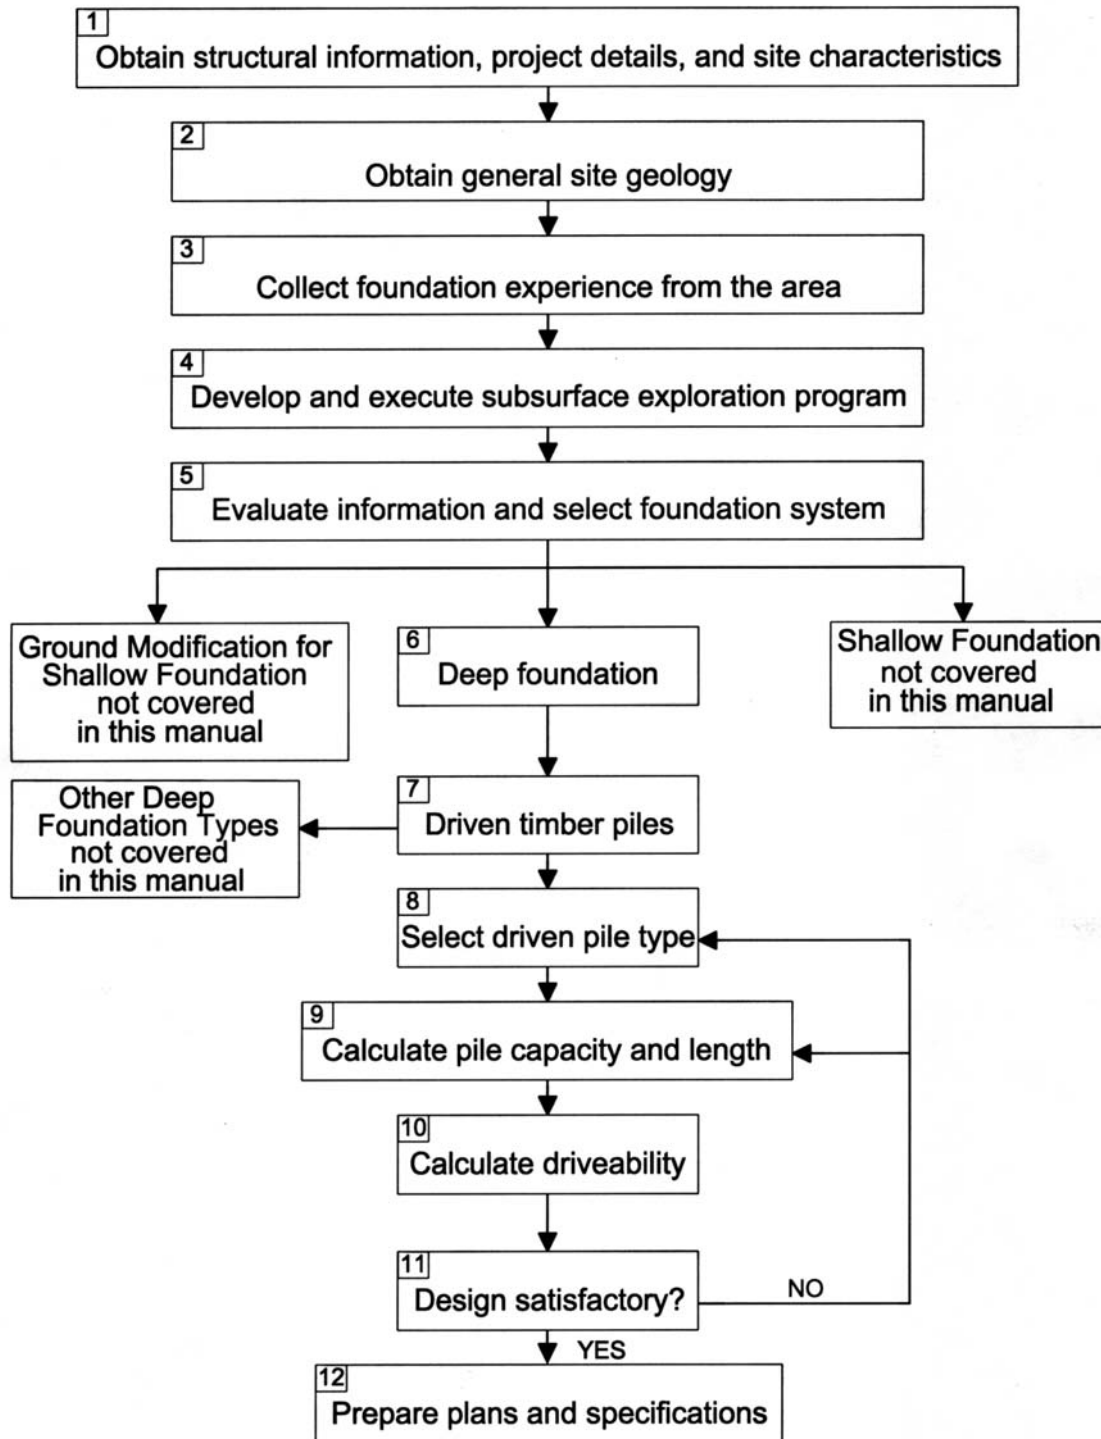 1
Obtain structural information, project details, and site characteristics
2
Obtain general site geology
3
Collect foundation experience from the area
4
Develop and execute subsurface exploration program
5
Evaluate information and select foundation system
Ground Modification for
Shallow Foundation
not covered
in this manual
6
Deep foundation
Shallow Foundation
not covered
in this manual
Other Deep
Foundation Types
not covered
in this manual
7
Driven timber piles
8
Select driven pile type
9
Calculate pile capacity and length
10
Calculate driveability
11
Design satisfactory?
NO
YES
12
Prepare plans and specifications